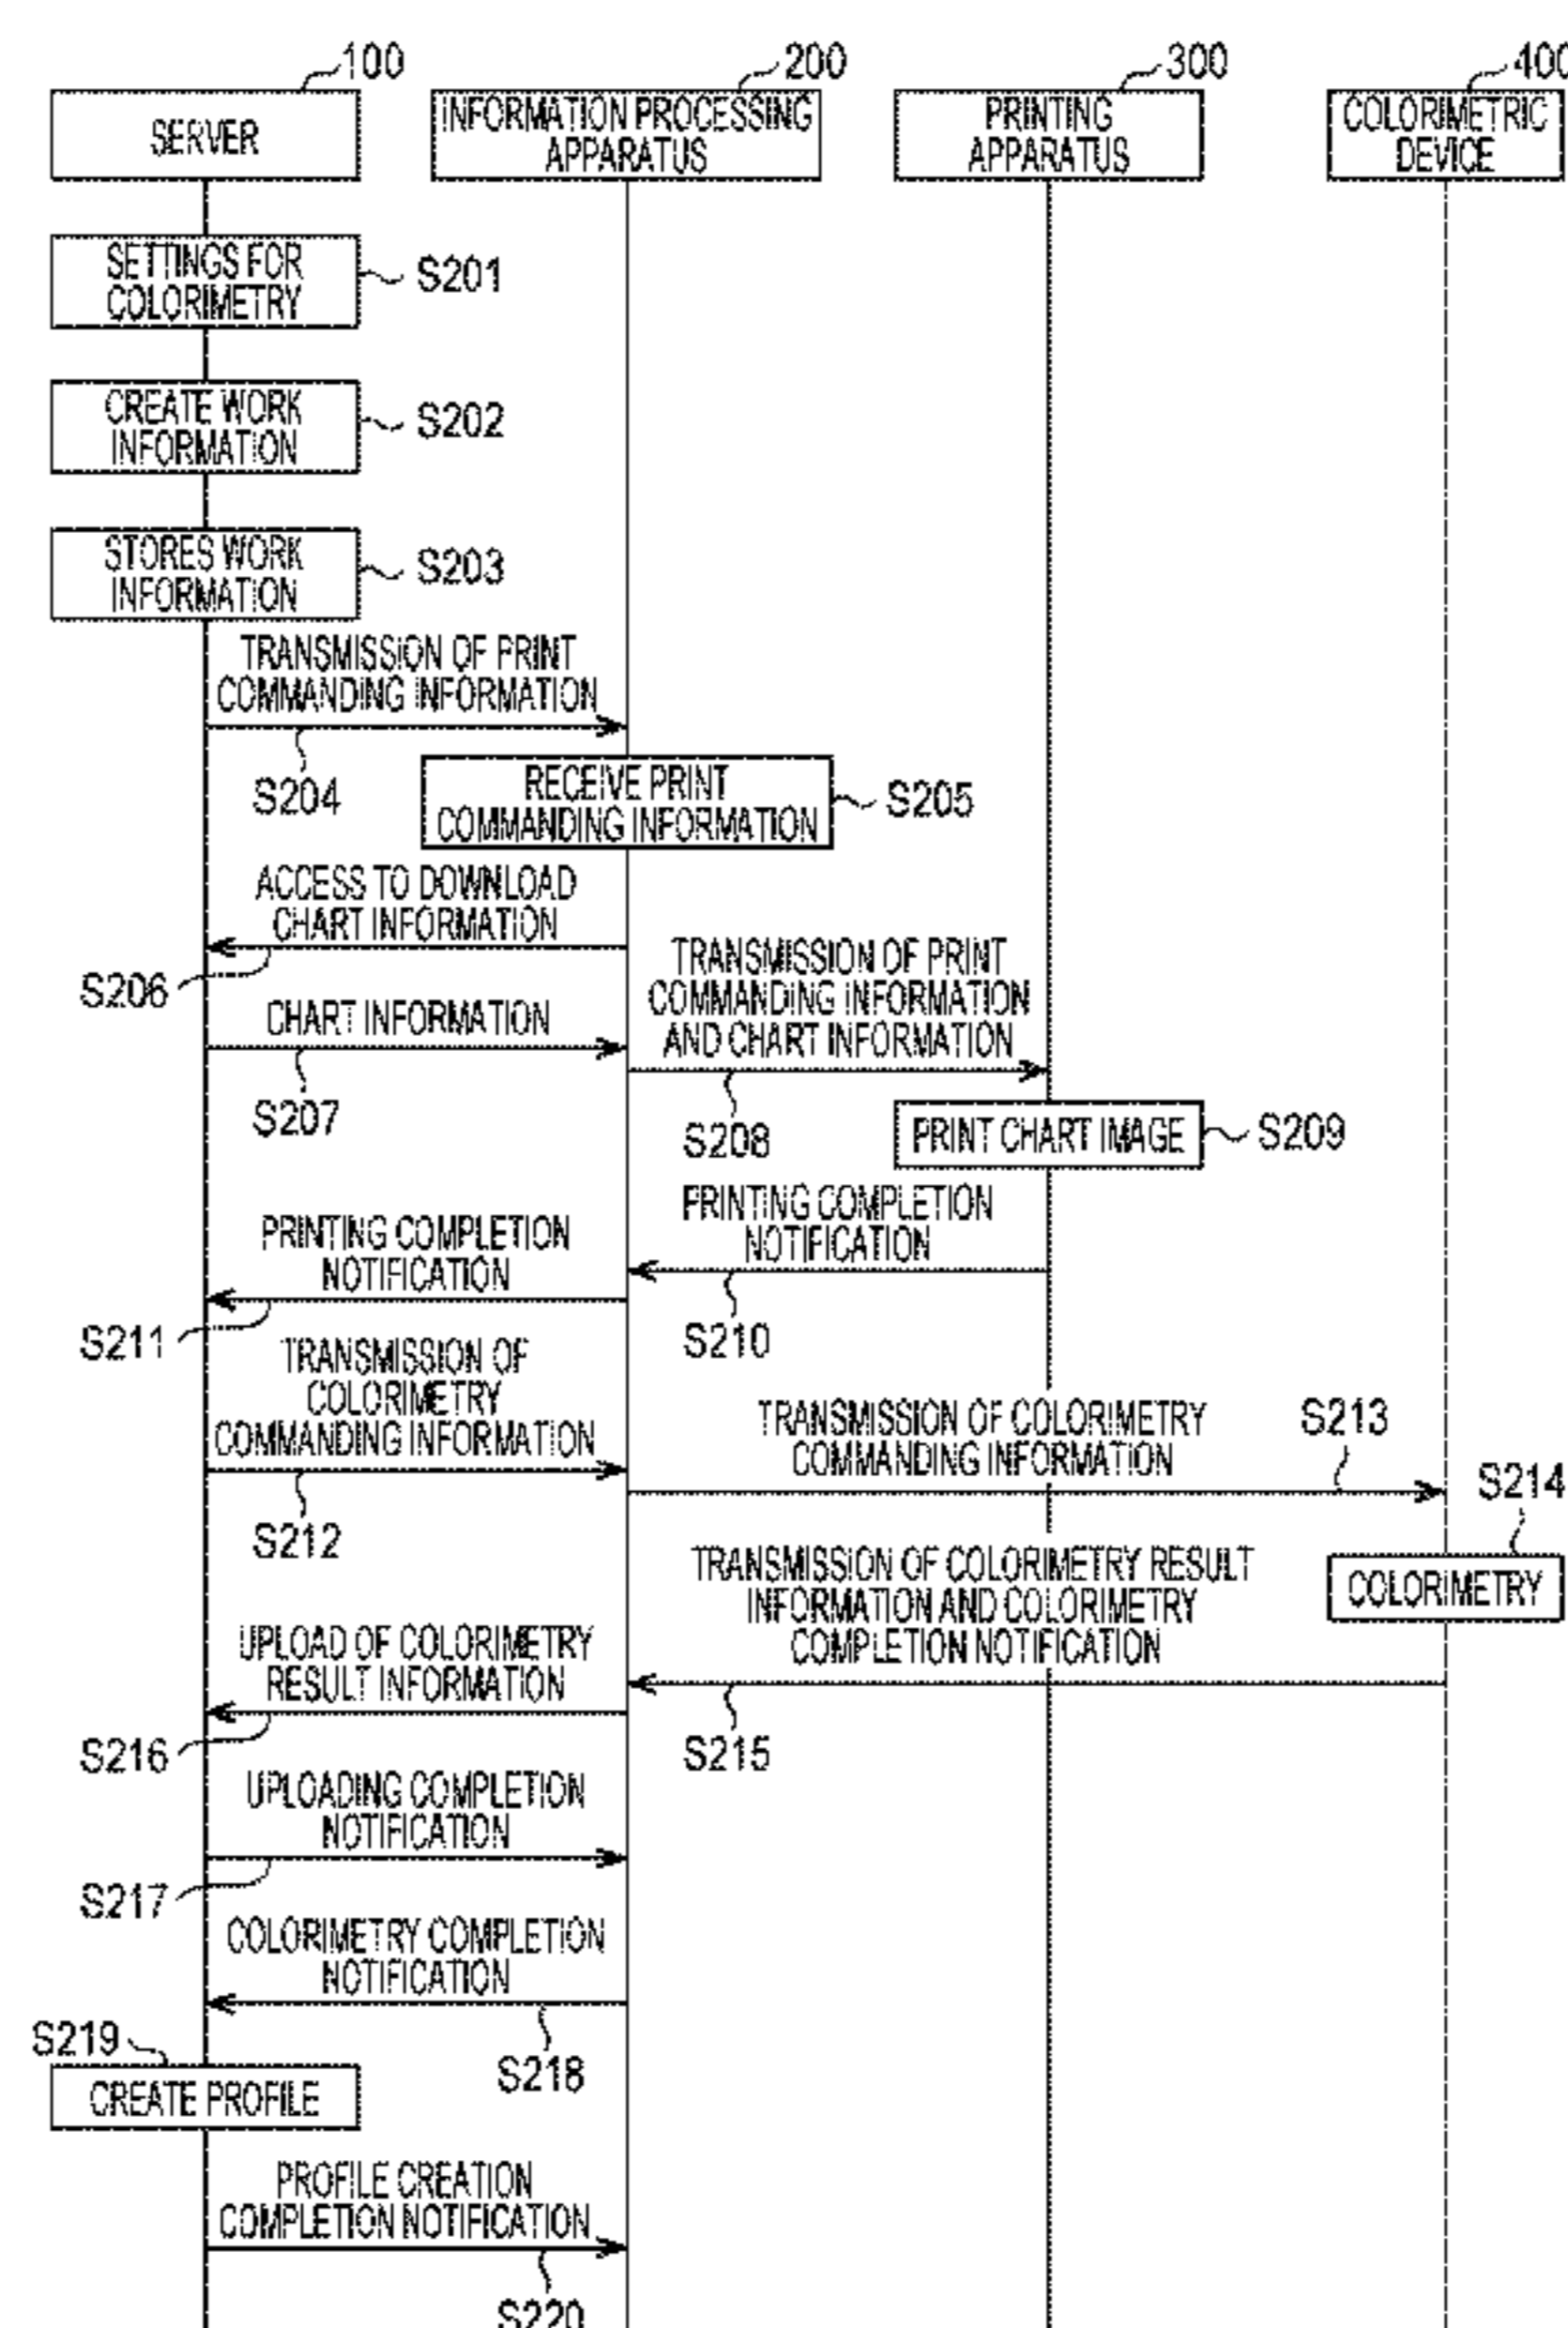 100
200
300
400
SERVER
INFORMATION PROCESSING
APPARATUS
PRINTING
APPARATUS
COLORIMETRIC
DEVICE
SETTINGS FOR
COLORIMETRY
S201
CREATE WORK
INFORMATION
S202
STORES WORK
INFORMATION
S203
TRANSMISSION OF PRINT
COMMANDING INFORMATION
S204
RECEIVE PRINT
COMMANDING INFORMATION
S205
ACCESS TO DOWNLOAD
CHART INFORMATION
S206
CHART INFORMATION
S207
TRANSMISSION OF PRINT
COMMANDING INFORMATION
AND CHART INFORMATION
S208
PRINT CHART IMAGE
S209
PRINTING COMPLETION
NOTIFICATION
S210
PRINTING COMPLETION
NOTIFICATION
S211
TRANSMISSION OF
COLORIMETRY
COMMANDING INFORMATION
S212
TRANSMISSION OF COLORIMETRY
COMMANDING INFORMATION
S213
S214
COLORIMETRY
TRANSMISSION OF COLORIMETRY RESULT
INFORMATION AND COLORIMETRY
COMPLETION NOTIFICATION
S215
UPLOAD OF COLORIMETRY
RESULT INFORMATION
S216
UPLOADING COMPLETION
NOTIFICATION
S217
COLORIMETRY COMPLETION
NOTIFICATION
S218
S219
CREATE PROFILE
PROFILE CREATION
COMPLETION NOTIFICATION
S220